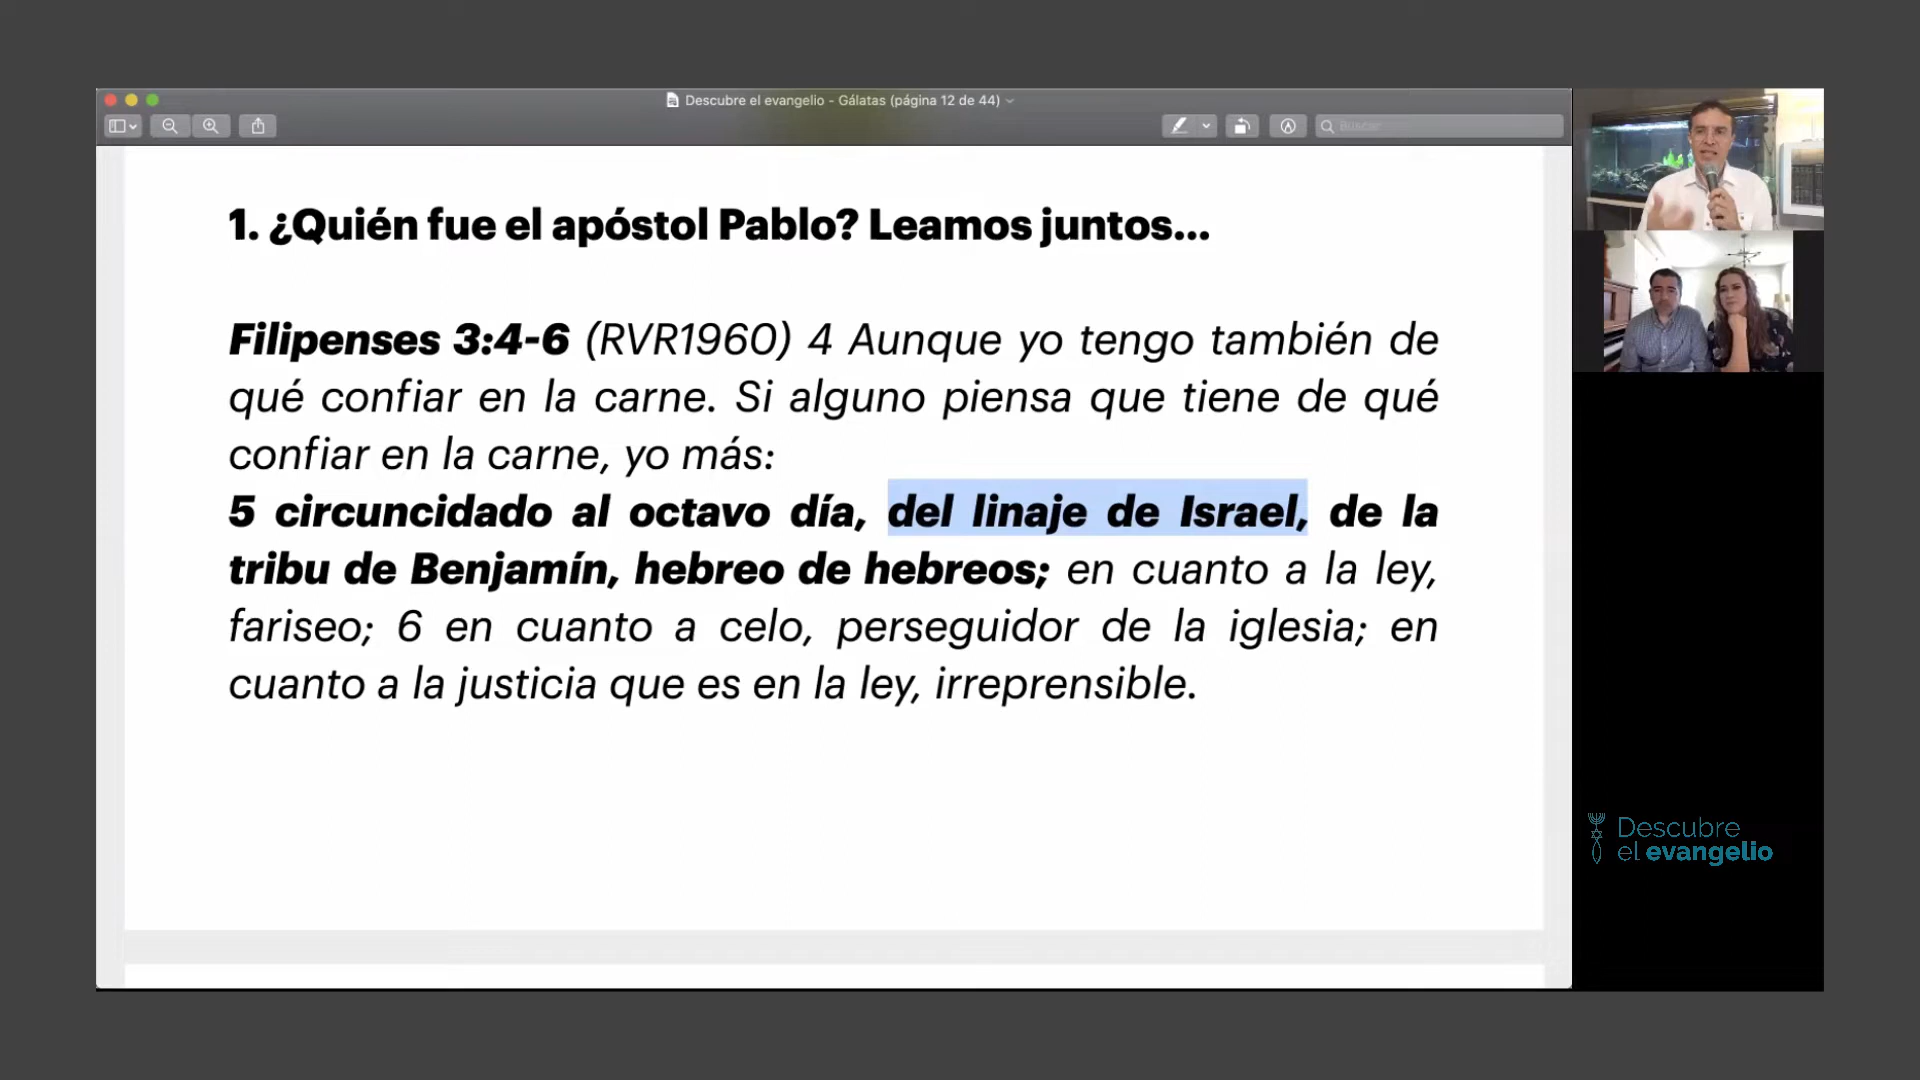 Descubre el evangelio - Gálatas (página 12 de 44)
Buscar
1. ¿Quién fue el apóstol Pablo? Leamos juntos...
Filipenses 3:4-6 (RVR1960) 4 Aunque yo tengo también de
qué confiar en la carne. Si alguno piensa que tiene de qué
confiar en la carne, yo más:
5 circuncidado al octavo día, del linaje de Israel, de la
tribu de Benjamín, hebreo de hebreos; en cuanto a la ley,
fariseo; 6 en cuanto a celo, perseguidor de la iglesia; en
cuanto a la justicia que es en la ley, irreprensible.
Descubre
el evangelio